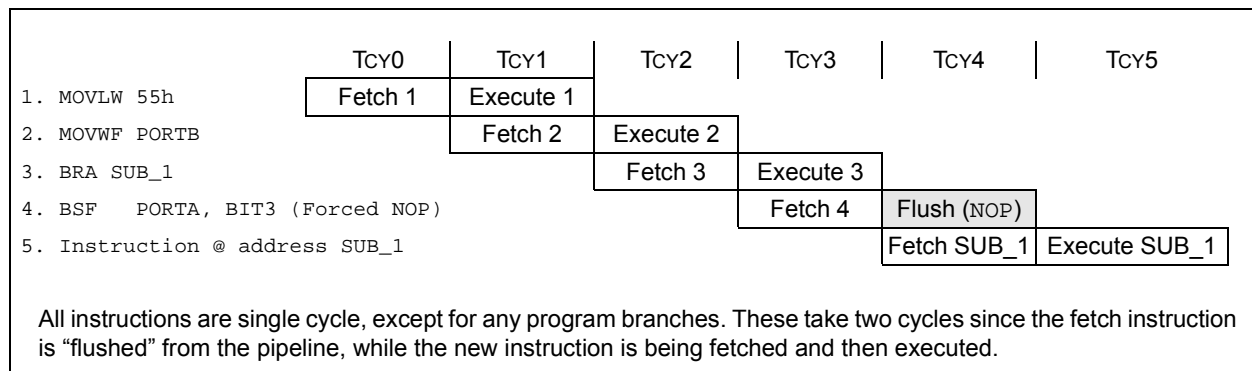 TCY0 TCY1 TCY2 TCY3 TCY4 TCY5
1. MOVLW 55h Fetch 1 Execute 1
2. MOVWF PORTB Fetch 2 Execute 2
3. BRA SUB_1 Fetch 3 Execute 3
4. BSF PORTA, BIT3 (Forced NOP) Fetch 4 Flush (NOP)
5. Instruction @ address SUB_1 Fetch SUB_1 Execute SUB_1
All instructions are single cycle, except for any program branches. These take two cycles since the fetch instruction
is “flushed” from the pipeline, while the new instruction is being fetched and then executed.